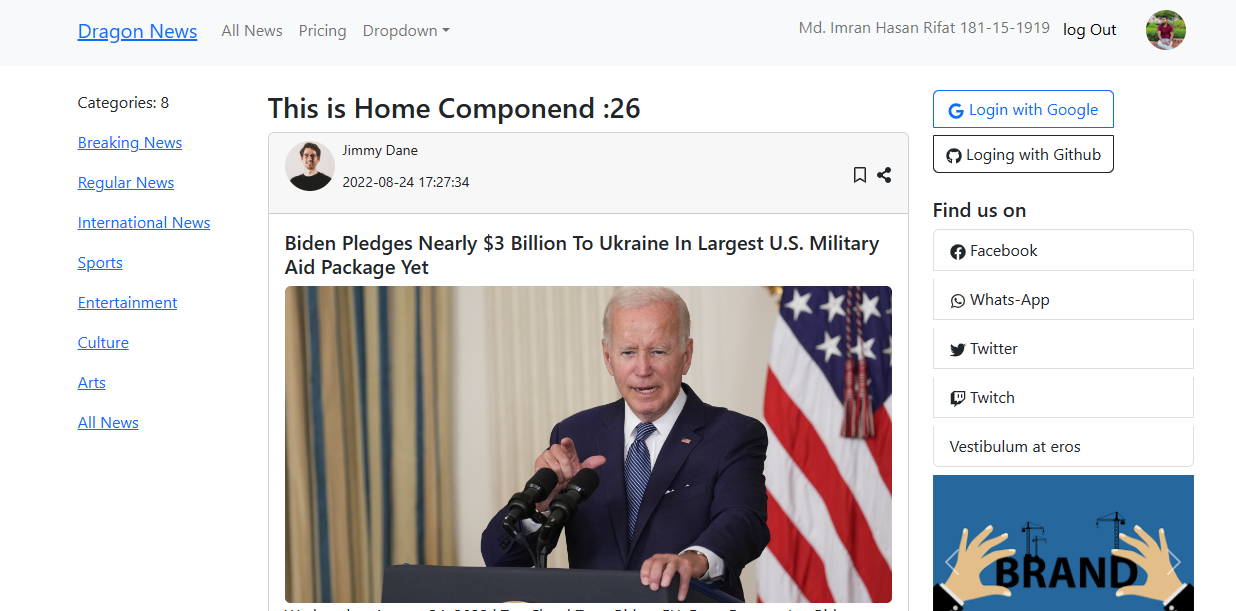 Dragon News All News Pricing Dropdown Md. Imran Hasan Rifat 181-15-1919 log Out
Categories: 8
Breaking News
Regular News
International News
Sports
Entertainment
Culture
Arts
All News
This is Home Componend :26
Jimmy Dane
2022-08-24 17:27:34
Biden Pledges Nearly $3 Billion To Ukraine In Largest U.S. Military
Aid Package Yet
Login with Google
Loging with Github
Find us on
Facebook
Whats-App
Twitter
Twitch
Vestibulum at eros
BRAND